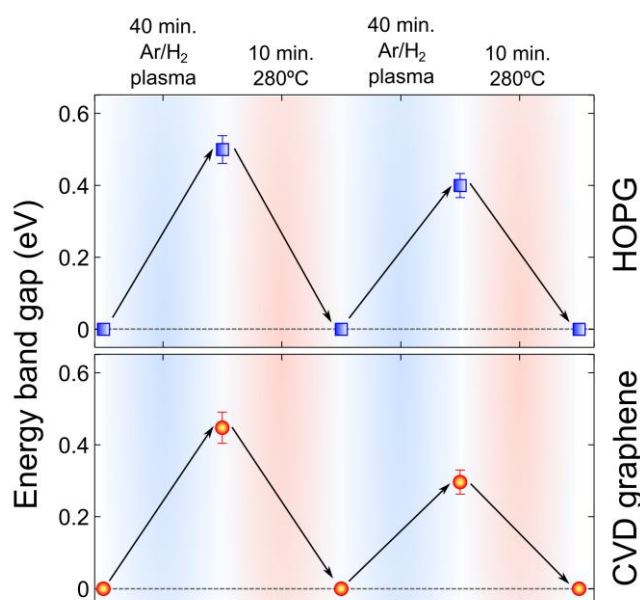 40 min.
Ar/H₂
plasma
10 min.
280ºC
40 min.
Ar/H₂
plasma
10 min.
280ºC
Energy band gap (eV)
0.6
0.4
0.2
0
HOPG
0.6
0.4
0.2
0
CVD graphene